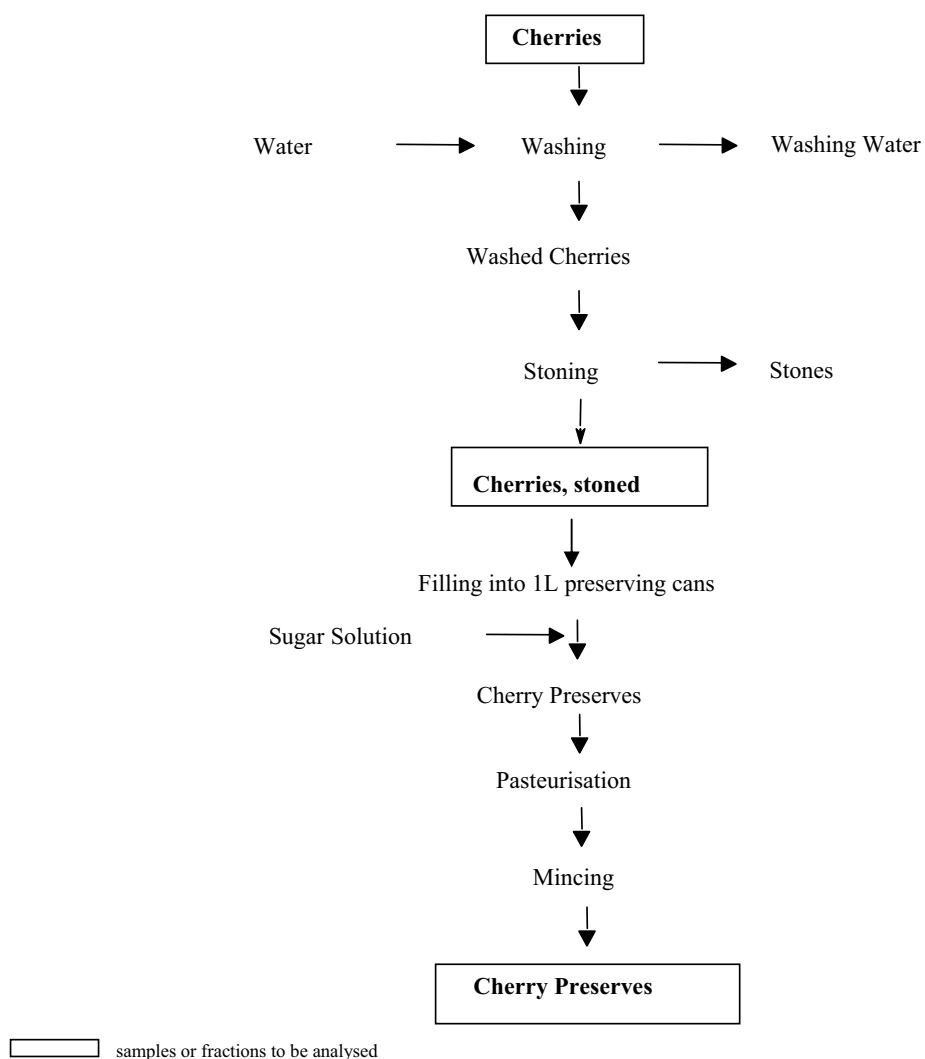 Cherries
Water
Washing
Washing Water
Washed Cherries
Stoning
Stones
Cherries, stoned
Filling into 1L preserving cans
Sugar Solution
Cherry Preserves
Pasteurisation
Mincing
Cherry Preserves
samples or fractions to be analysed